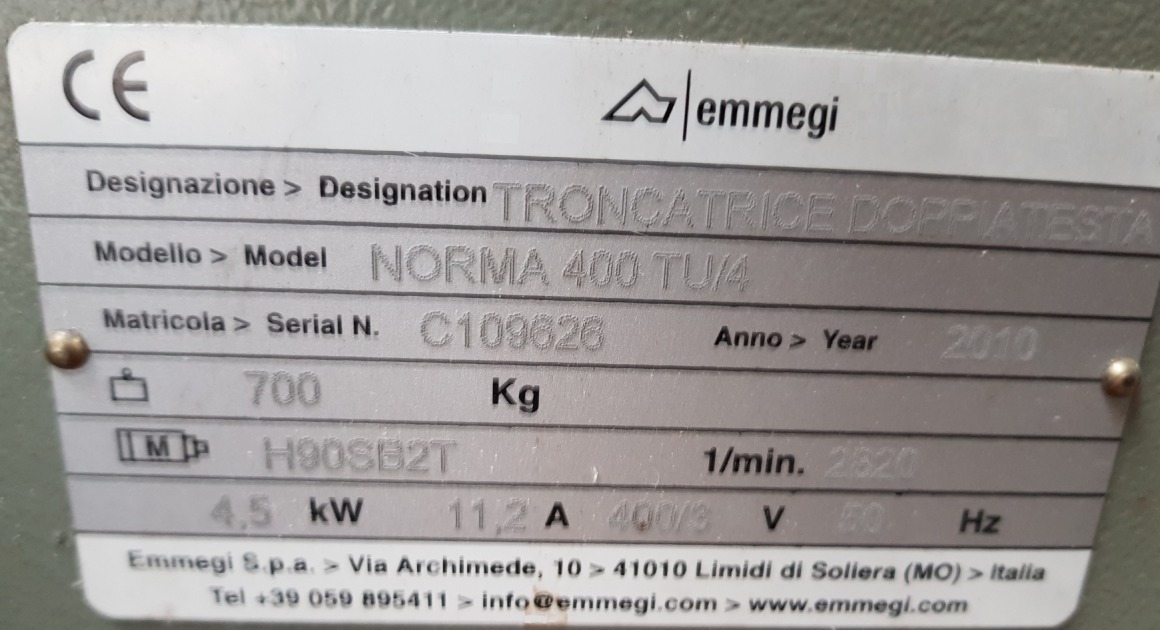 CE emmegi
Designazione > Designation TRONCATRICE DOPPIATESTA
Modello > Model NORMA 400 TU/4
Matricola > Serial N. C109626 Anno > Year 2010
700 Kg
M H90SB2T 1/min. 2820
4,5 kW 11,2 A 400/3 V 50 Hz
Emmegi S.p.a. > Via Archimede, 10 > 41010 Limidi di Soliera (MO) > Italia
Tel +39 059 895411 > info@emmegi.com > www.emmegi.com